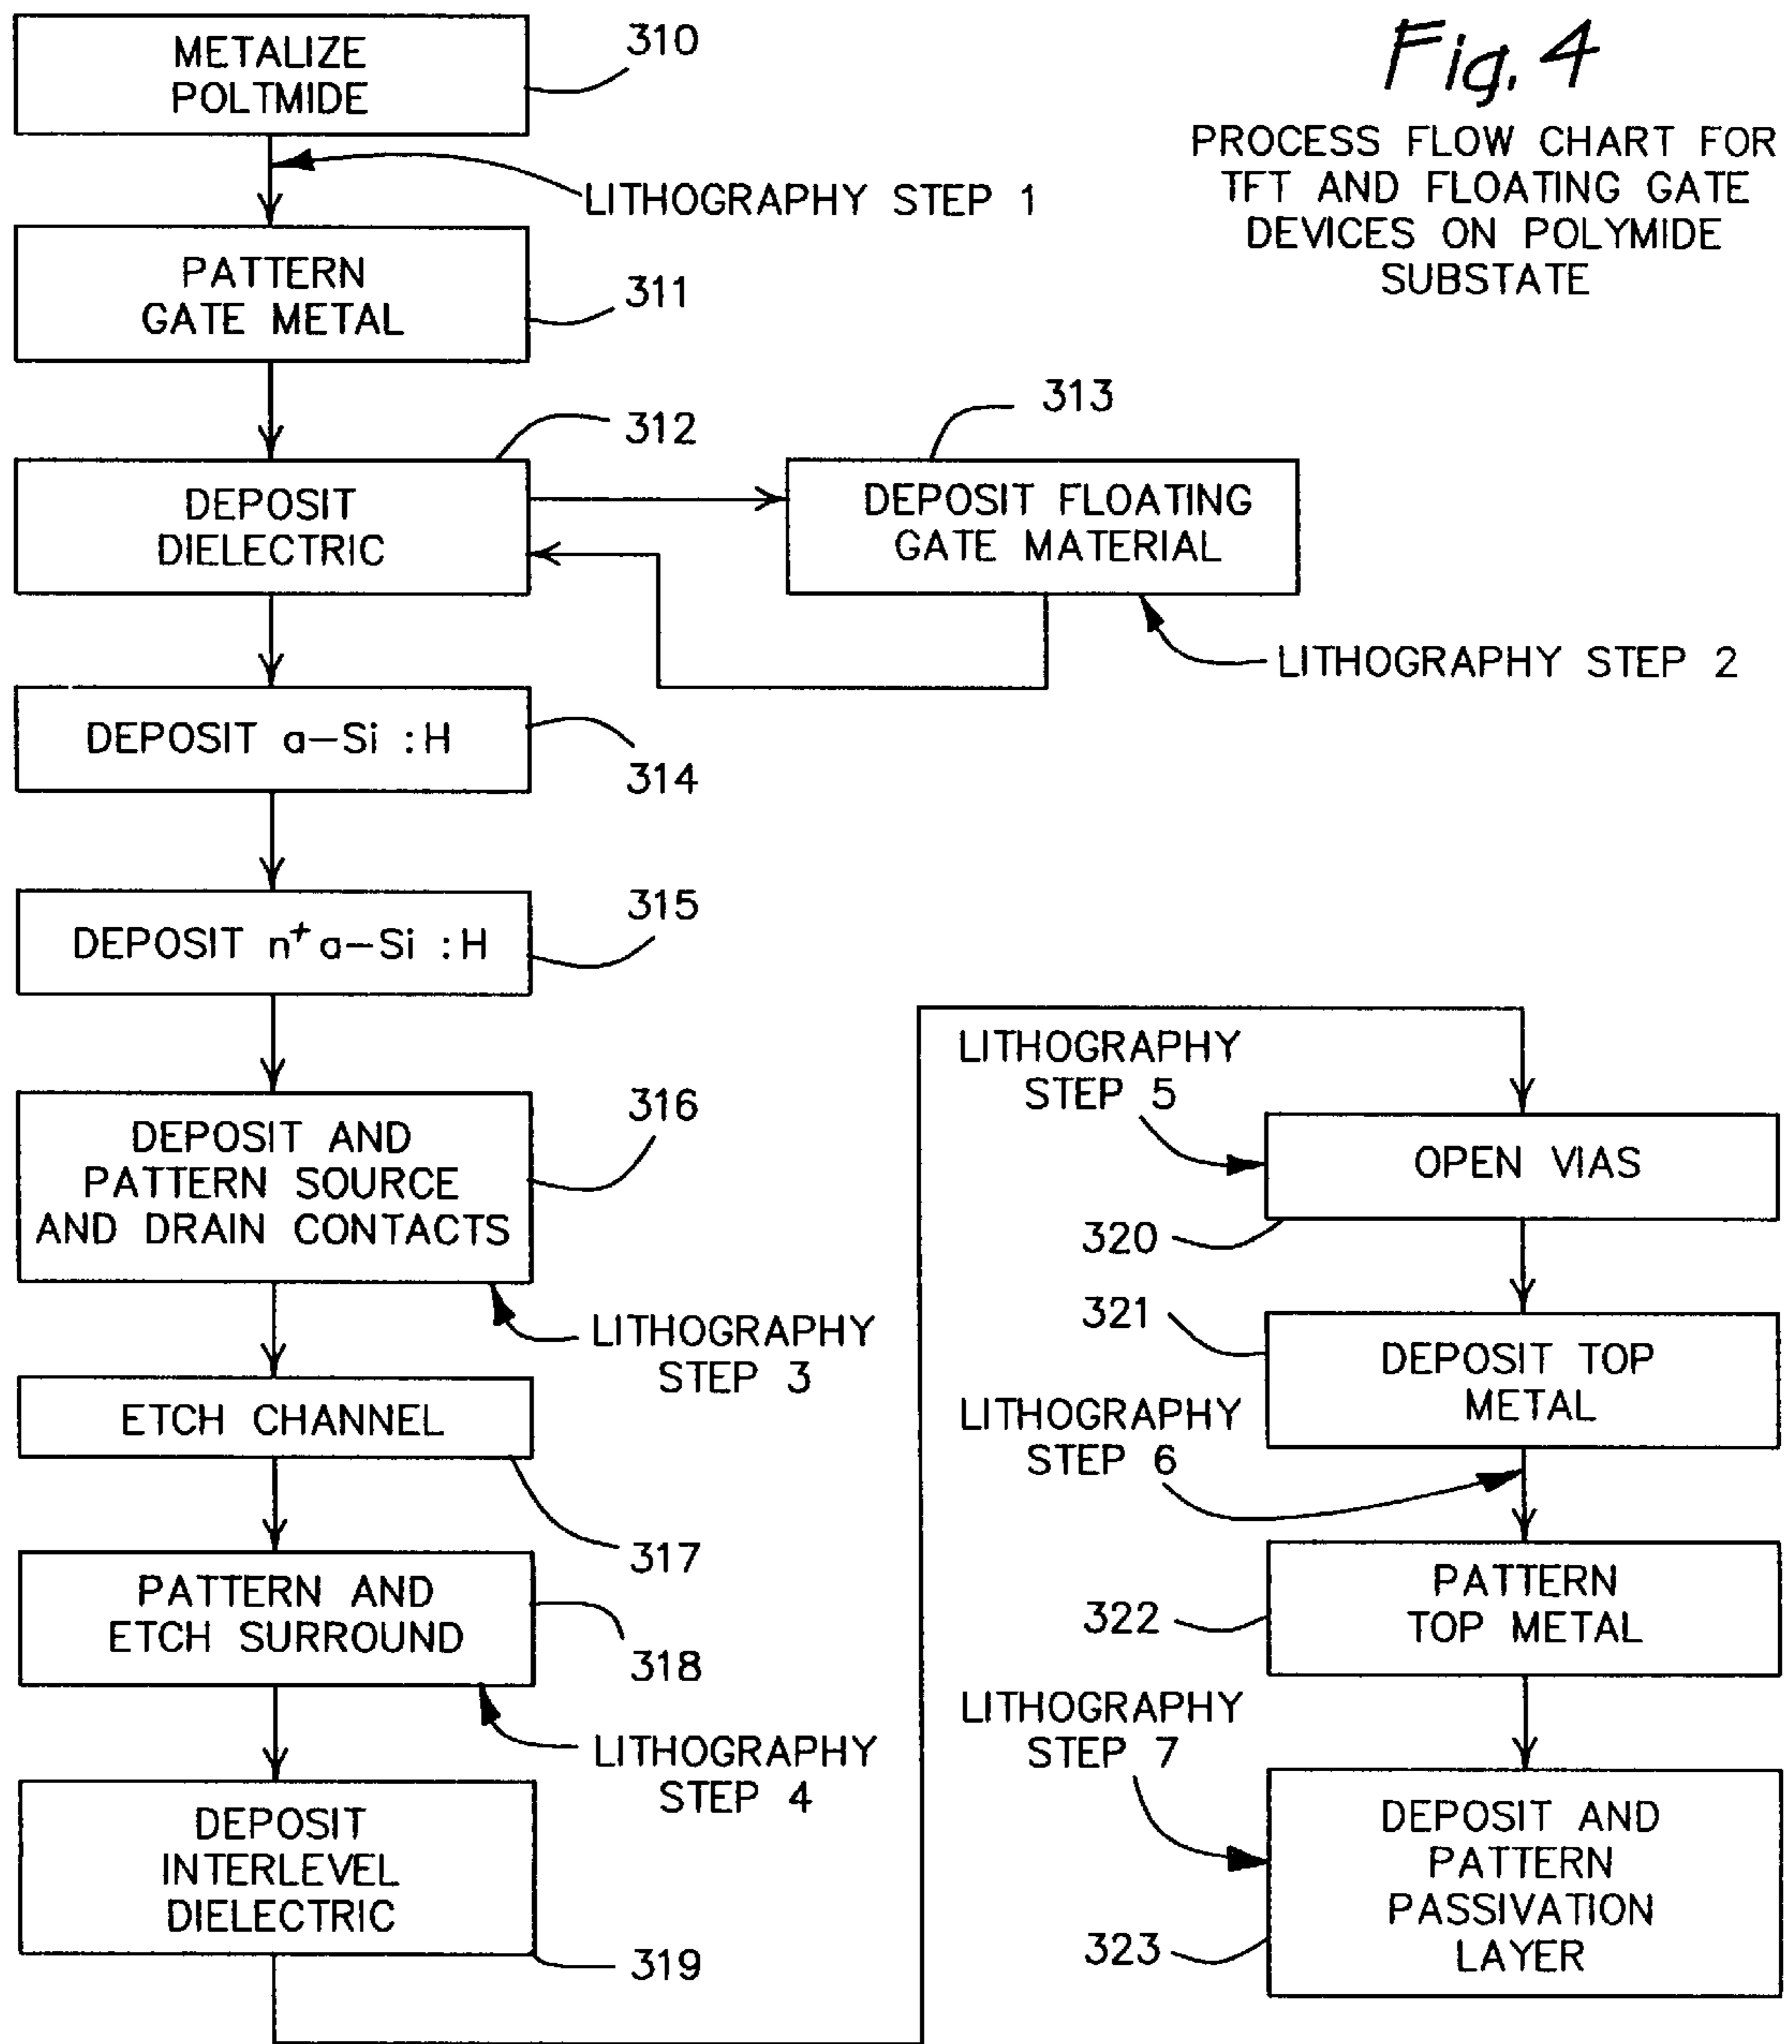 Fig. 4
PROCESS FLOW CHART FOR
TFT AND FLOATING GATE
DEVICES ON POLYMIDE
SUBSTATE
METALIZE
POLTMIDE
310
LITHOGRAPHY STEP 1
PATTERN
GATE METAL
311
DEPOSIT
DIELECTRIC
312
DEPOSIT FLOATING
GATE MATERIAL
313
LITHOGRAPHY STEP 2
DEPOSIT a-Si :H
314
DEPOSIT n+ a-Si :H
315
DEPOSIT AND
PATTERN SOURCE
AND DRAIN CONTACTS
316
LITHOGRAPHY
STEP 3
ETCH CHANNEL
317
PATTERN AND
ETCH SURROUND
318
LITHOGRAPHY
STEP 4
DEPOSIT
INTERLEVEL
DIELECTRIC
319
LITHOGRAPHY
STEP 5
OPEN VIAS
320
DEPOSIT TOP
METAL
321
LITHOGRAPHY
STEP 6
PATTERN
TOP METAL
322
LITHOGRAPHY
STEP 7
DEPOSIT AND
PATTERN
PASSIVATION
LAYER
323